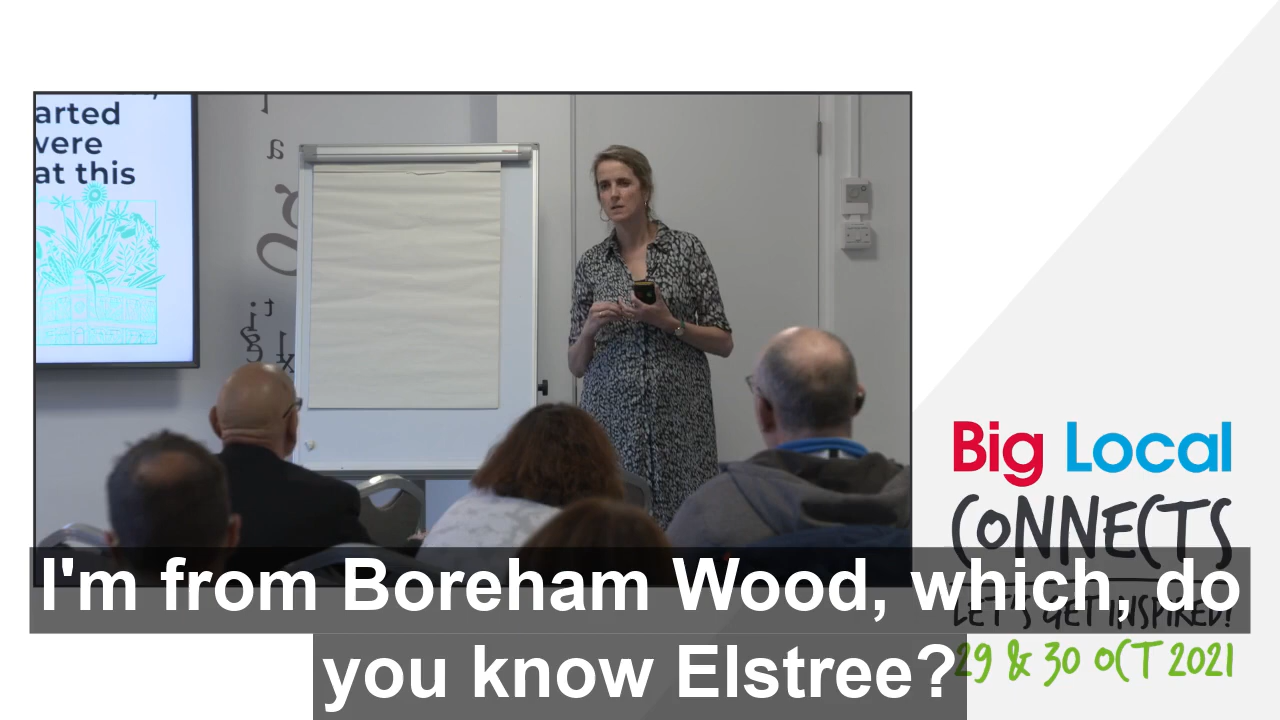 arted
were
at this
a
g
Big Local
CONNECTS
LET'S GET INSPIRED!
29 & 30 OCT 2021
I'm from Boreham Wood, which, do
you know Elstree?